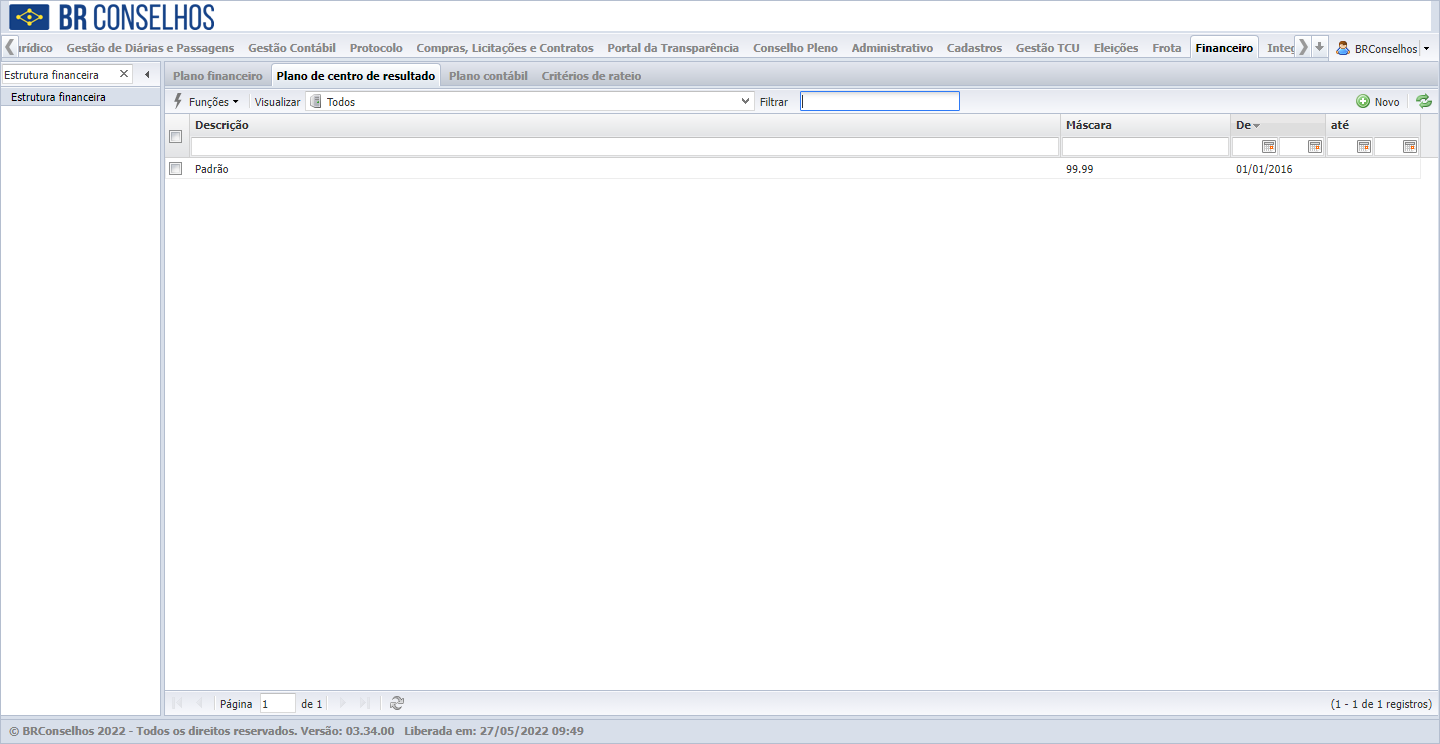 BR CONSELHOS
urídico Gestão de Diárias e Passagens Gestão Contábil Protocolo Compras, Licitações e Contratos Portal da Transparência Conselho Pleno Administrativo Cadastros Gestão TCU Eleições Frota Financeiro Integ BRConselhos
Estrutura financeira
Plano financeiro Plano de centro de resultado Plano contábil Critérios de rateio
Estrutura financeira
Funções Visualizar Todos Filtrar Novo
Descrição Máscara De até
Padrão 99.99 01/01/2016
Página 1 de 1 (1 - 1 de 1 registros)
© BRConselhos 2022 - Todos os direitos reservados. Versão: 03.34.00 Liberada em: 27/05/2022 09:49